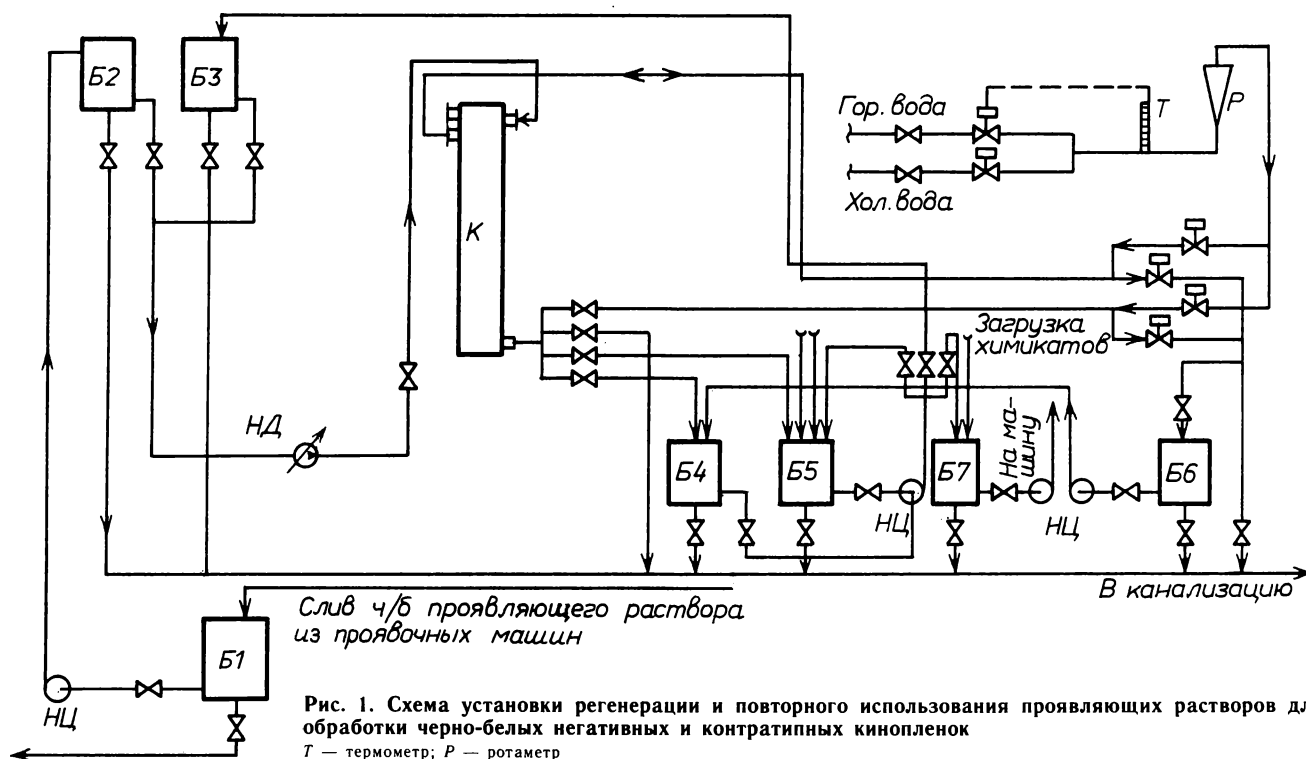 Б2
Б3
Гор. вода
Т
Р
Хол. вода
К
Загрузка
химикатов
НД
На ма-
шину
Б4
Б5
Б7
Б6
НЦ
НЦ
В канализацию
Слив ч/б проявляющего раствора
из проявочных машин
Б1
НЦ
Рис. 1. Схема установки регенерации и повторного использования проявляющих растворов дл
обработки черно-белых негативных и контратипных кинопленок
Т — термометр; Р — ротаметр